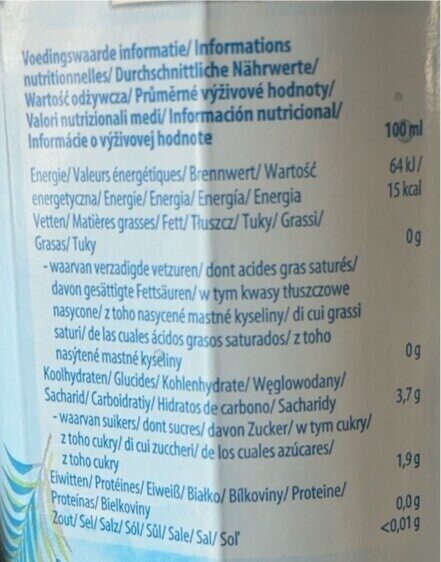 Voedingswaarde informatie/ Informations
nutritionnelles/ Durchschnittliche Nährwerte/
Wartość odżywcza/ Průměrné výživové hodnoty/
Valori nutrizionali medi/ Información nutricional/
Informácie o výživovej hodnote 100 ml
Energie/ Valeurs énergétiques/ Brennwert/ Wartość 64 kJ/
energetyczna/ Energie/ Energia/ Energía/ Energia 15 kcal
Vetten/ Matières grasses/ Fett/ Tłuszcz/ Tuky/ Grassi/
Grasas/ Tuky 0 g
- waarvan verzadigde vetzuren/ dont acides gras saturés/
davon gesättigte Fettsäuren/ w tym kwasy tłuszczowe
nasycone/ z toho nasycené mastné kyseliny/ di cui grassi
saturi/ de las cuales ácidos grasos saturados/ z toho
nasýtené mastné kyseliny 0 g
Koolhydraten/ Glucides/ Kohlenhydrate/ Węglowodany/
Sacharid/ Carboidratiy/ Hidratos de carbono/ Sacharidy 3,7 g
- waarvan suikers/ dont sucres/ davon Zucker/ w tym cukry/
z toho cukry/ di cui zuccheri/ de los cuales azúcares/
z toho cukry 1,9 g
Eiwitten/ Protéines/ Eiweiß/ Białko/ Bílkoviny/ Proteine/
Proteínas/ Bielkoviny 0,0 g
Zout/ Sel/ Salz/ Sól/ Sůl/ Sale/ Sal/ Soľ <0,01 g